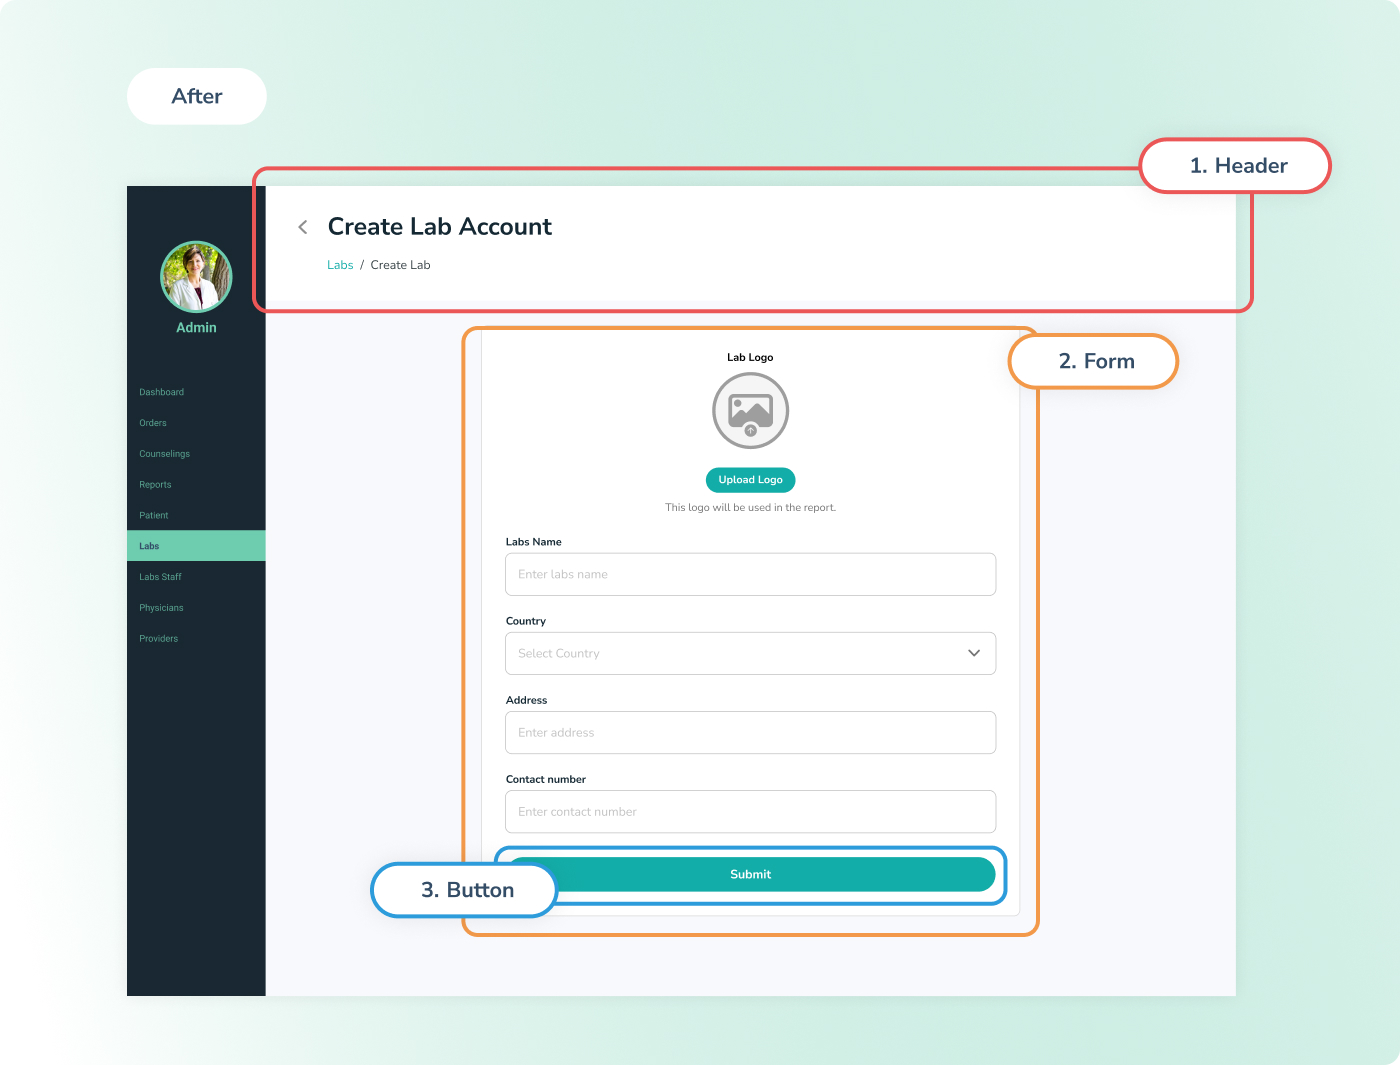 After
1. Header
Create Lab Account
Labs / Create Lab
Admin
Dashboard
Orders
Counselings
Reports
Patient
Labs
Labs Staff
Physicians
Providers
2. Form
Lab Logo
Upload Logo
This logo will be used in the report.
Labs Name
Enter labs name
Country
Select Country
Address
Enter address
Contact number
Enter contact number
3. Button
Submit